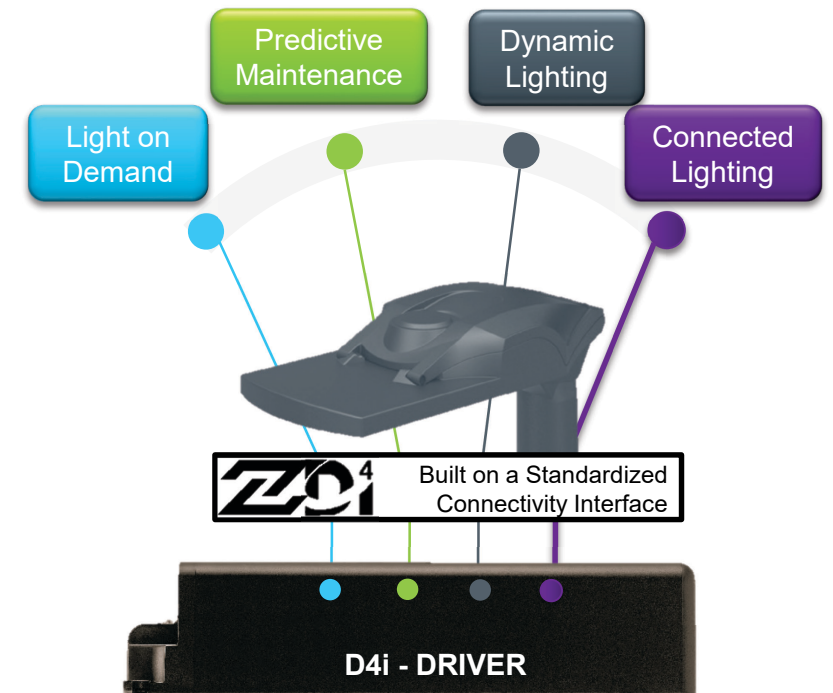 Predictive
Maintenance
Dynamic
Lighting
Light on
Demand
Connected
Lighting
Built on a Standardized
Connectivity Interface
D4i - DRIVER